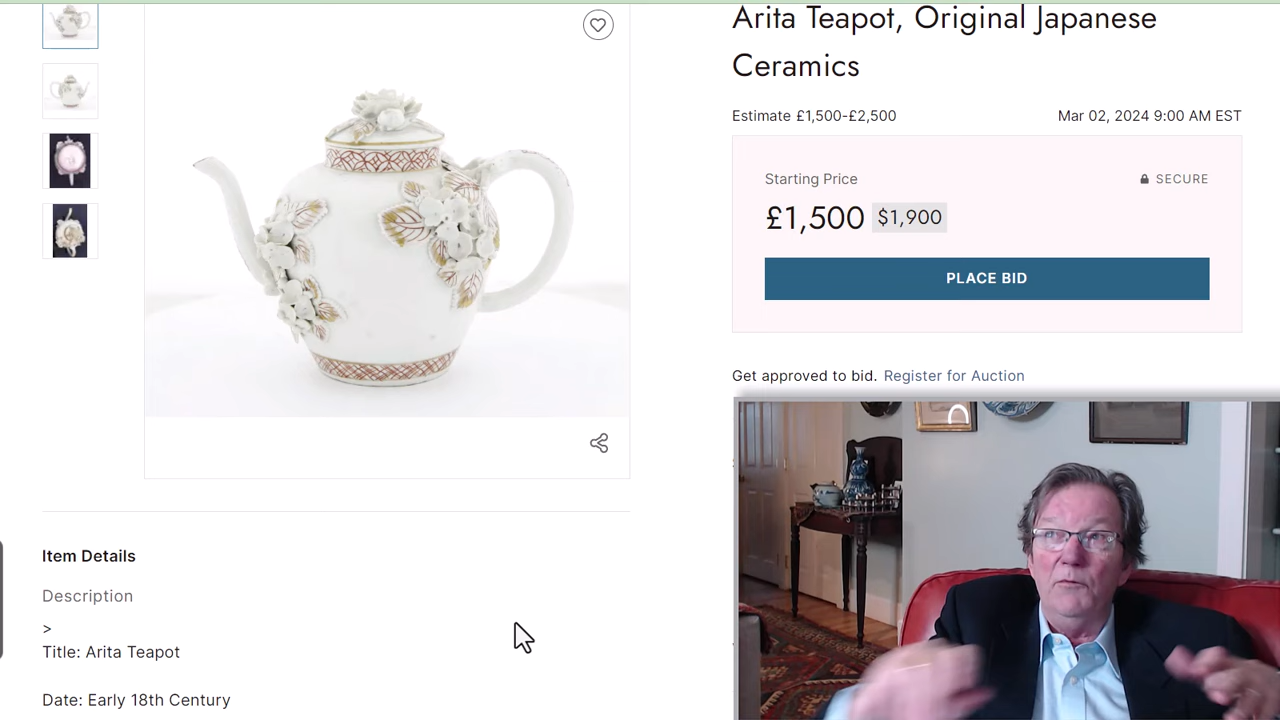 Arita Teapot, Original Japanese
Ceramics
Estimate £1,500-£2,500
Mar 02, 2024 9:00 AM EST
Starting Price
SECURE
£1,500 $1,900
PLACE BID
Get approved to bid. Register for Auction
Item Details
Description
>
Title: Arita Teapot
Date: Early 18th Century